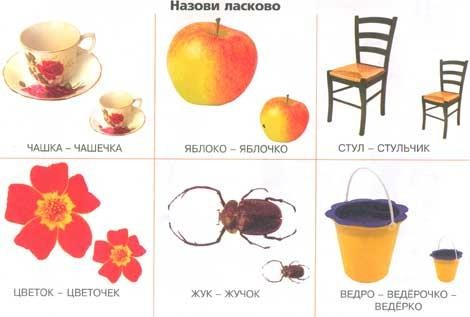 Назови ласково
ЧАШКА – ЧАШЕЧКА
ЯБЛОКО – ЯБЛОЧКО
СТУЛ – СТУЛЬЧИК
ЦВЕТОК – ЦВЕТОЧЕК
ЖУК – ЖУЧОК
ВЕДРО – ВЕДЁРОЧКО –
ВЕДЁРКО